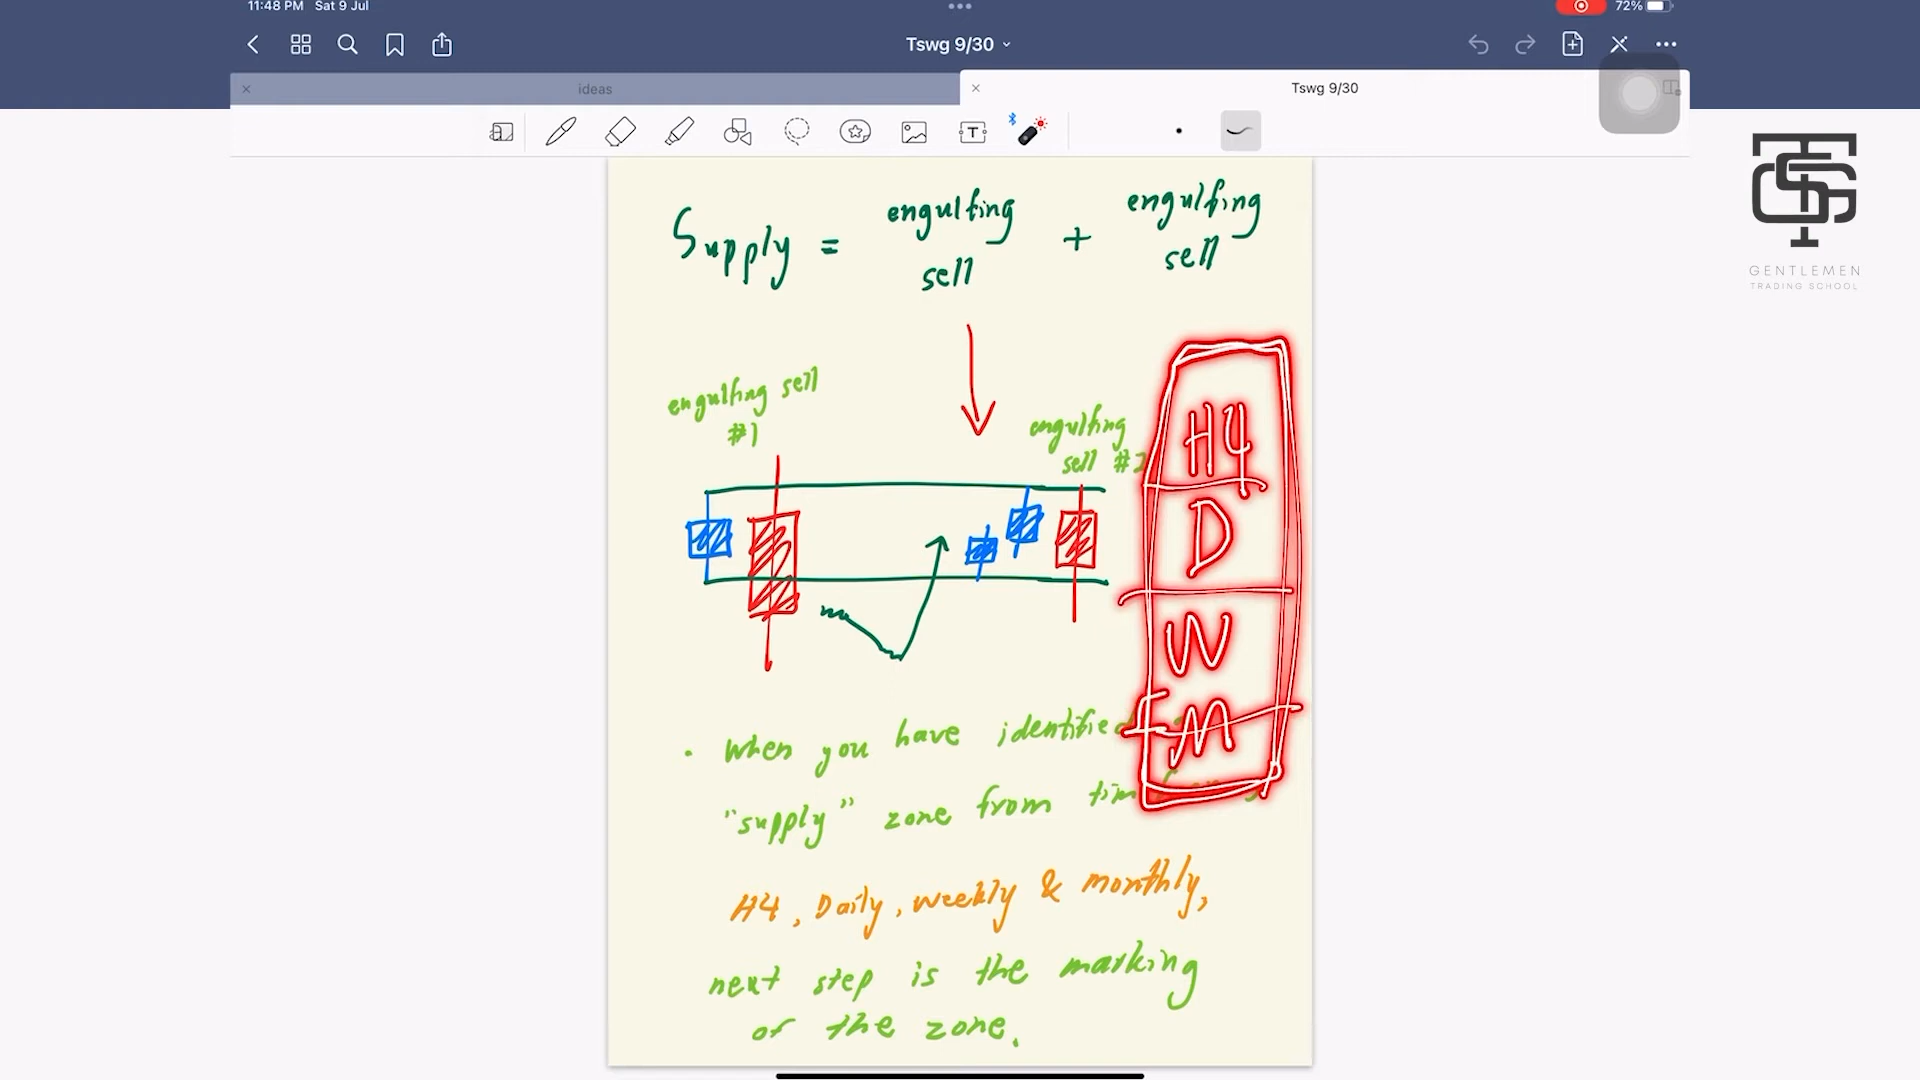 11:48 PM Sat 9 Jul
72%
Tswg 9/30
ideas
Tswg 9/30
GENTLEMEN
TRADING SCHOOL
Supply = engulfing sell + engulfing sell
engulfing sell
#1
engulfing
sell #2
H4
D
W
M
• When you have identified
"supply" zone from
H4, Daily, weekly & monthly,
next step is the marking
of the zone.